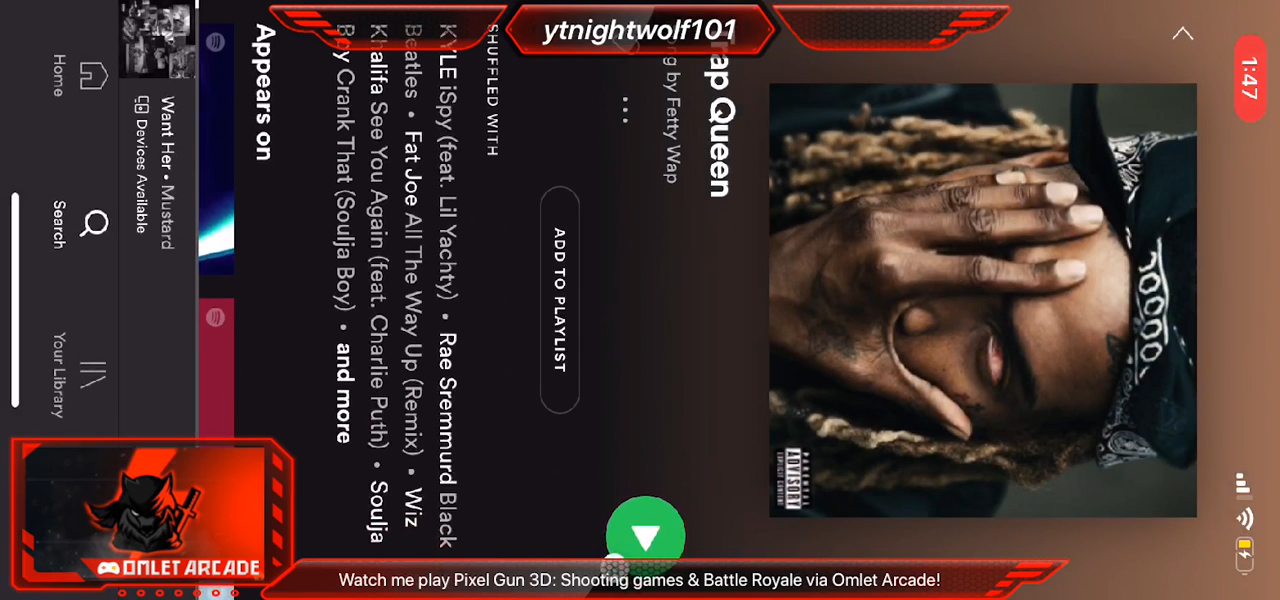 ytnightwolf101
1:47
PARENTAL
ADVISORY
EXPLICIT CONTENT
Trap Queen
Song by Fetty Wap
ADD TO PLAYLIST
SHUFFLED WITH
KYLE iSpy (feat. Lil Yachty) • Rae Sremmurd Black
Beatles • Fat Joe All The Way Up (Remix) • Wiz
Khalifa See You Again (feat. Charlie Puth) • Soulja
Boy Crank That (Soulja Boy) • and more
Appears on
Want Her • Mustard
Devices Available
Home
Search
Your Library
OMLET ARCADE
Watch me play Pixel Gun 3D: Shooting games & Battle Royale via Omlet Arcade!